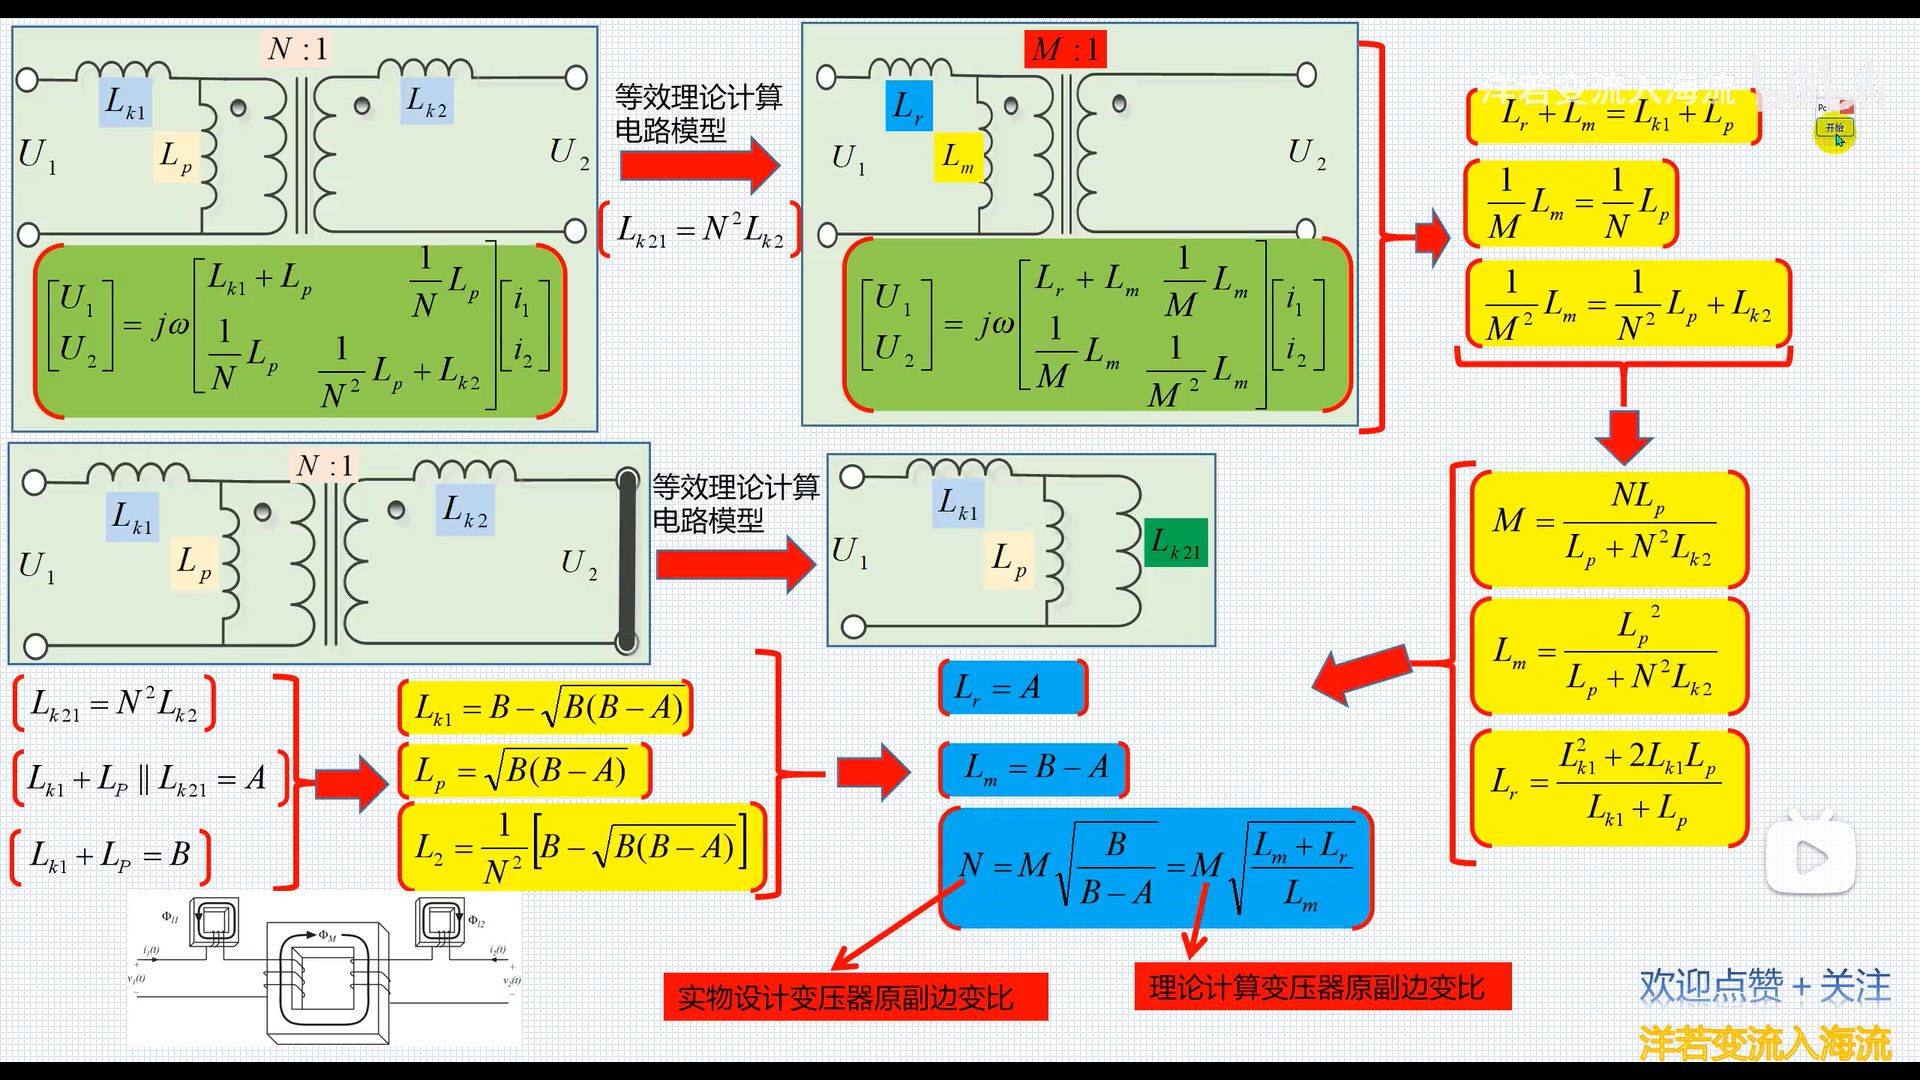 N : 1
L_{k1}
L_{k2}
L_p
U_1
U_2
\begin{bmatrix} U_1 \\ U_2 \end{bmatrix} = jω \begin{bmatrix} L_{k1} + L_p & \frac{1}{N} L_p \\ \frac{1}{N} L_p & \frac{1}{N^2} L_p + L_{k2} \end{bmatrix} \begin{bmatrix} i_1 \\ i_2 \end{bmatrix}
等效理论计算
电路模型
L_{k21} = N^2 L_{k2}
M : 1
L_r
L_m
U_1
U_2
\begin{bmatrix} U_1 \\ U_2 \end{bmatrix} = jω \begin{bmatrix} L_r + L_m & \frac{1}{M} L_m \\ \frac{1}{M} L_m & \frac{1}{M^2} L_m \end{bmatrix} \begin{bmatrix} i_1 \\ i_2 \end{bmatrix}
洋若变流入海流
开始
L_r + L_m = L_{k1} + L_p
\frac{1}{M} L_m = \frac{1}{N} L_p
\frac{1}{M^2} L_m = \frac{1}{N^2} L_p + L_{k2}
N : 1
L_{k1}
L_{k2}
L_p
U_1
U_2
等效理论计算
电路模型
L_{k1}
U_1
L_p
L_{k21}
M = \frac{NL_p}{L_p + N^2 L_{k2}}
L_m = \frac{L_p^2}{L_p + N^2 L_{k2}}
L_r = \frac{L_{k1}^2 + 2L_{k1}L_p}{L_{k1} + L_p}
L_{k21} = N^2 L_{k2}
L_{k1} + L_P ∥ L_{k21} = A
L_{k1} + L_P = B
L_{k1} = B − \sqrt{B(B − A)}
L_p = \sqrt{B(B − A)}
L_2 = \frac{1}{N^2} [B − \sqrt{B(B − A)}]
L_r = A
L_m = B − A
N = M \sqrt{\frac{B}{B − A}} = M \sqrt{\frac{L_m + L_r}{L_m}}
Φ_{l1}
Φ_M
Φ_{l2}
i_1(t)
i_2(t)
v_1(t)
v_2(t)
实物设计变压器原副边变比
理论计算变压器原副边变比
欢迎点赞 + 关注
洋若变流入海流